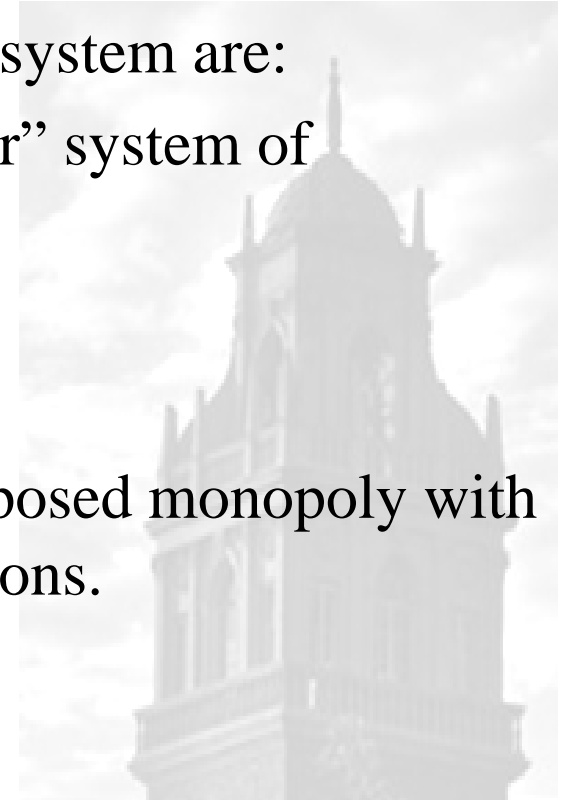 system are:
r” system of
posed monopoly with
ons.